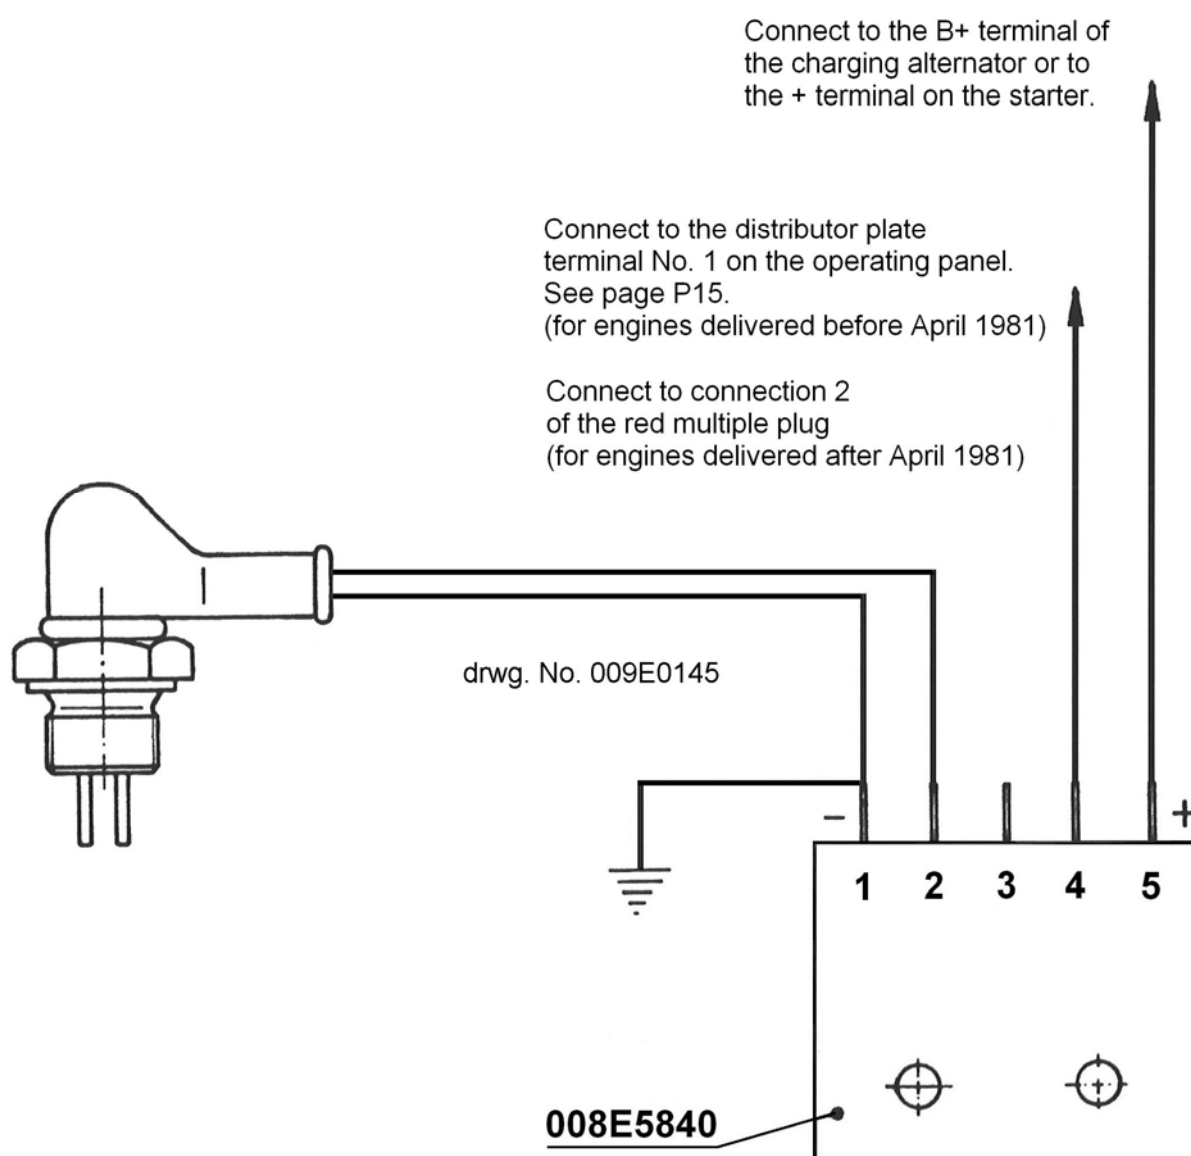 Connect to the B+ terminal of
the charging alternator or to
the + terminal on the starter.
Connect to the distributor plate
terminal No. 1 on the operating panel.
See page P15.
(for engines delivered before April 1981)
Connect to connection 2
of the red multiple plug
(for engines delivered after April 1981)
drwg. No. 009E0145
− +
1 2 3 4 5
008E5840